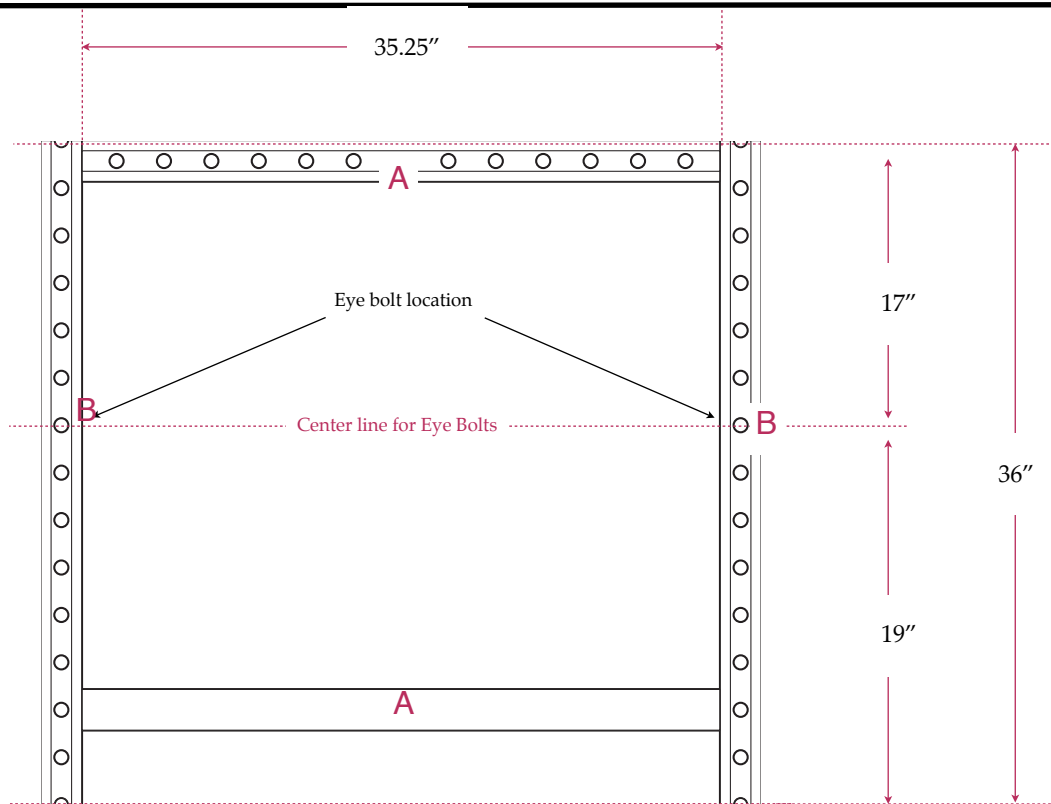 35.25″
A
17″
Eye bolt location
B
Center line for Eye Bolts
B
36″
19″
A